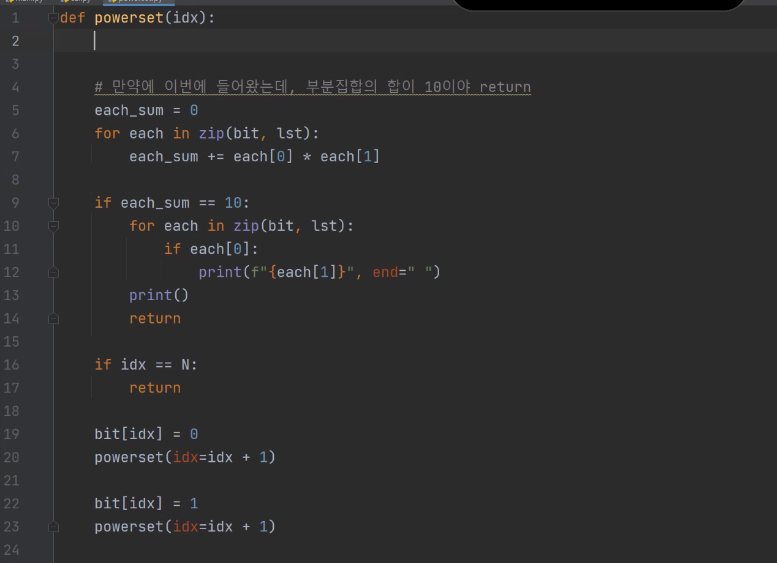 1 def powerset(idx):
2
3
4 # 만약에 이번에 들어왔는데, 부분집합의 합이 10이야 return
5 each_sum = 0
6 for each in zip(bit, lst):
7 each_sum += each[0] * each[1]
8
9 if each_sum == 10:
10 for each in zip(bit, lst):
11 if each[0]:
12 print(f"{each[1]}", end=" ")
13 print()
14 return
15
16 if idx == N:
17 return
18
19 bit[idx] = 0
20 powerset(idx=idx + 1)
21
22 bit[idx] = 1
23 powerset(idx=idx + 1)
24